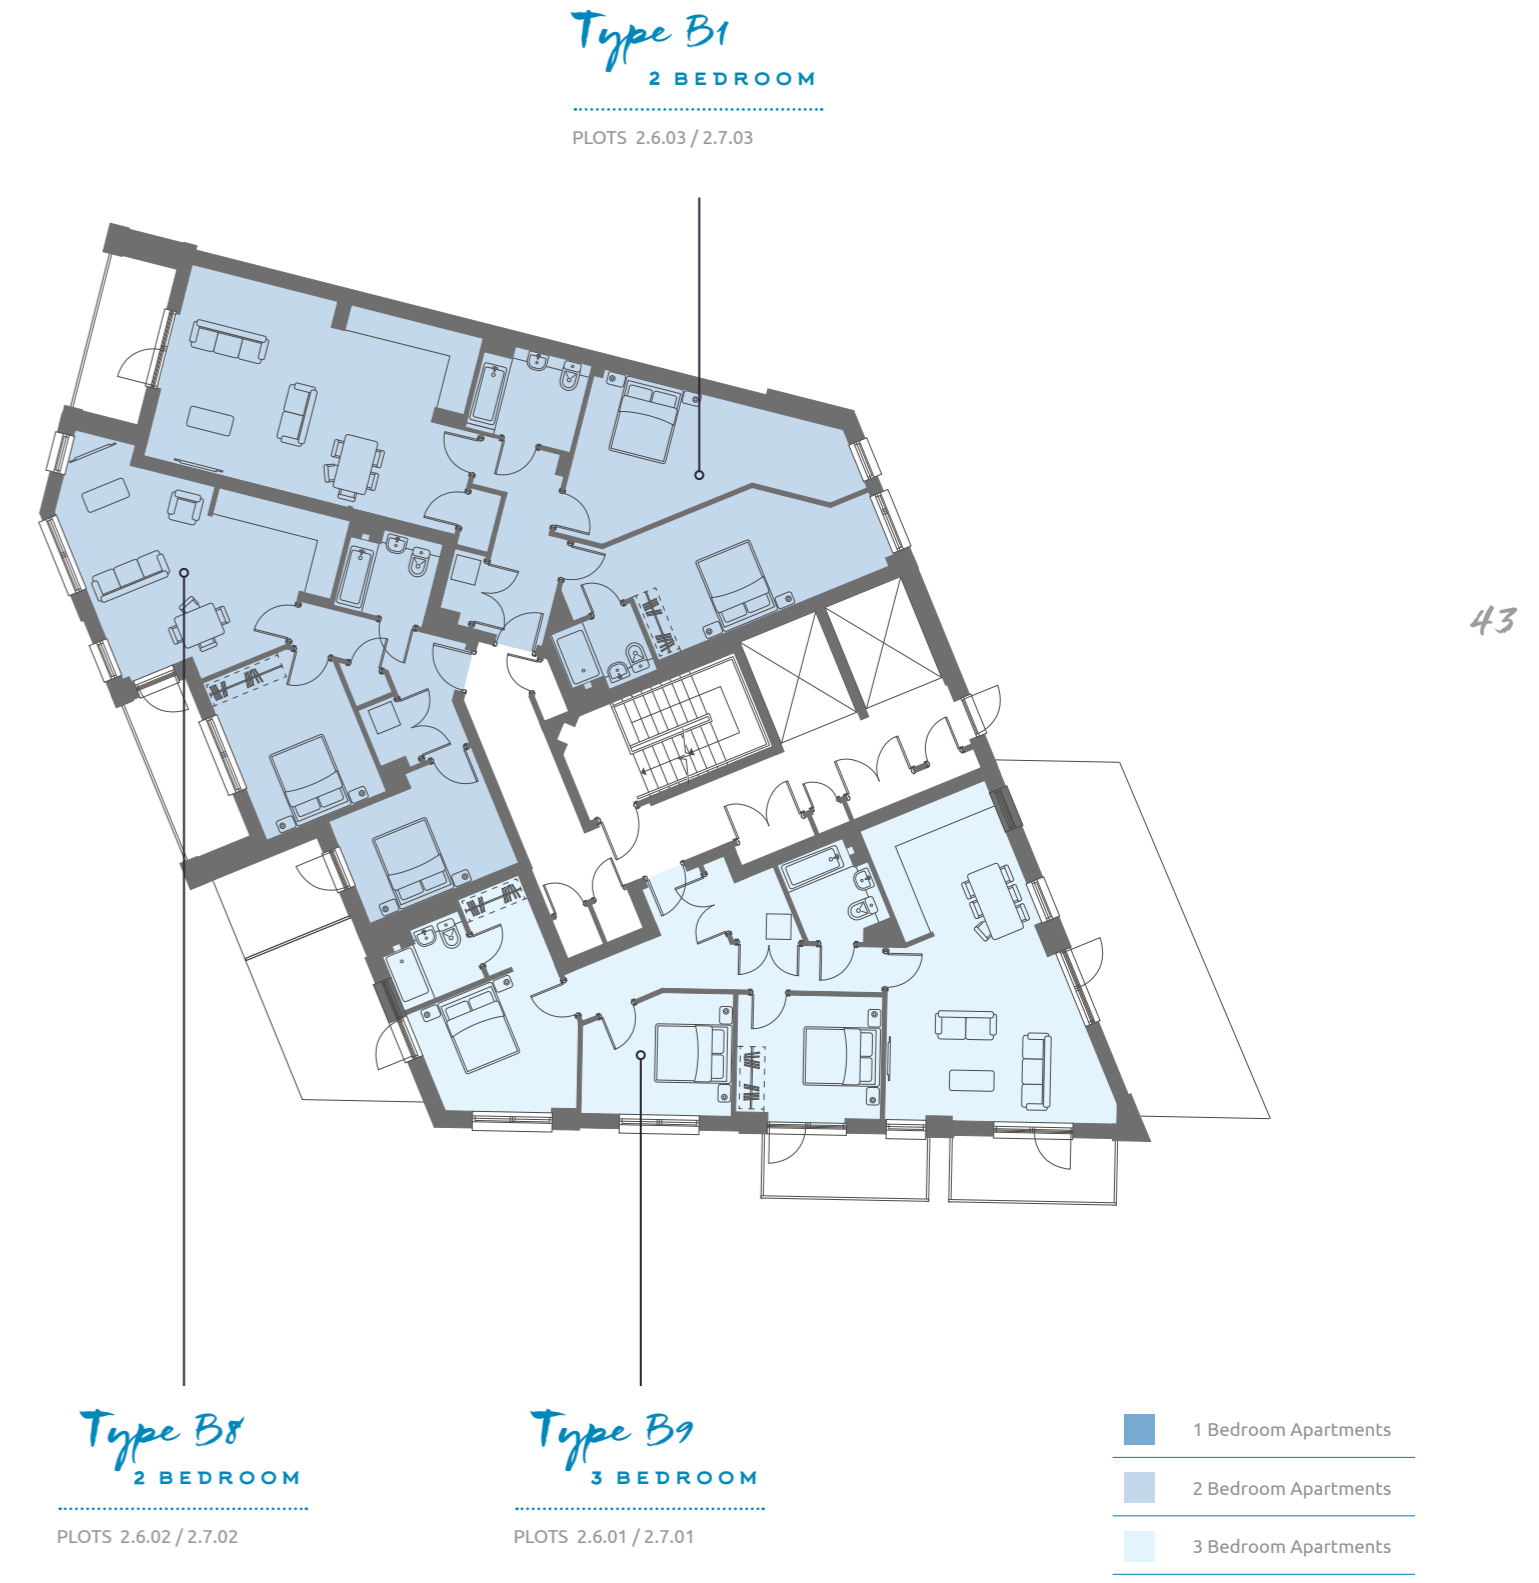 Type B1
2 BEDROOM
PLOTS 2.6.03 / 2.7.03
43
Type B8
2 BEDROOM
PLOTS 2.6.02 / 2.7.02
Type B9
3 BEDROOM
PLOTS 2.6.01 / 2.7.01
1 Bedroom Apartments
2 Bedroom Apartments
3 Bedroom Apartments